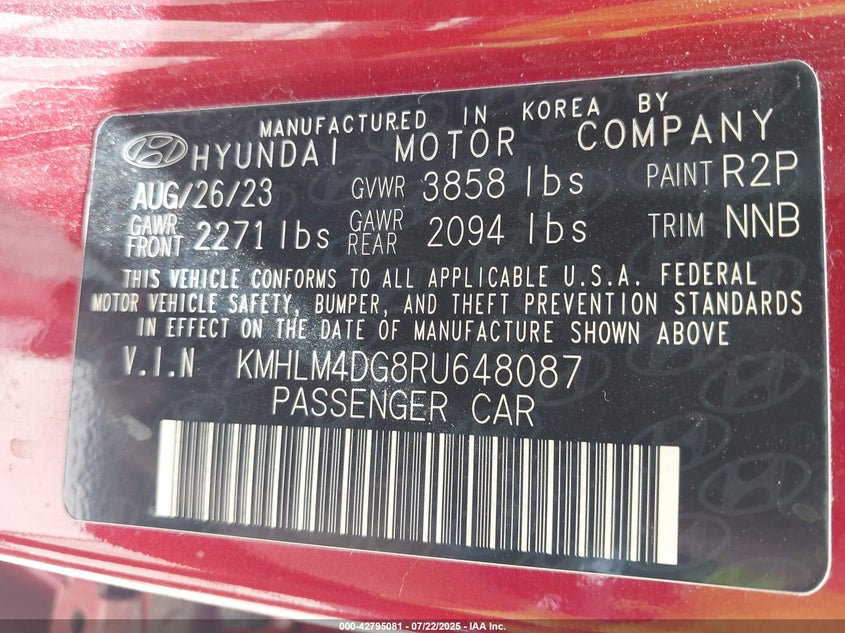 MANUFACTURED IN KOREA BY
HYUNDAI MOTOR COMPANY
AUG/26/23 GVWR 3858 lbs PAINT R2P
GAWR FRONT 2271 lbs GAWR REAR 2094 lbs TRIM NNB
THIS VEHICLE CONFORMS TO ALL APPLICABLE U.S.A. FEDERAL
MOTOR VEHICLE SAFETY, BUMPER, AND THEFT PREVENTION STANDARDS
IN EFFECT ON THE DATE OF MANUFACTURE SHOWN ABOVE
V.I.N KMHLM4DG8RU648087
PASSENGER CAR
000-42795081 - 07/22/2025 - IAA Inc.